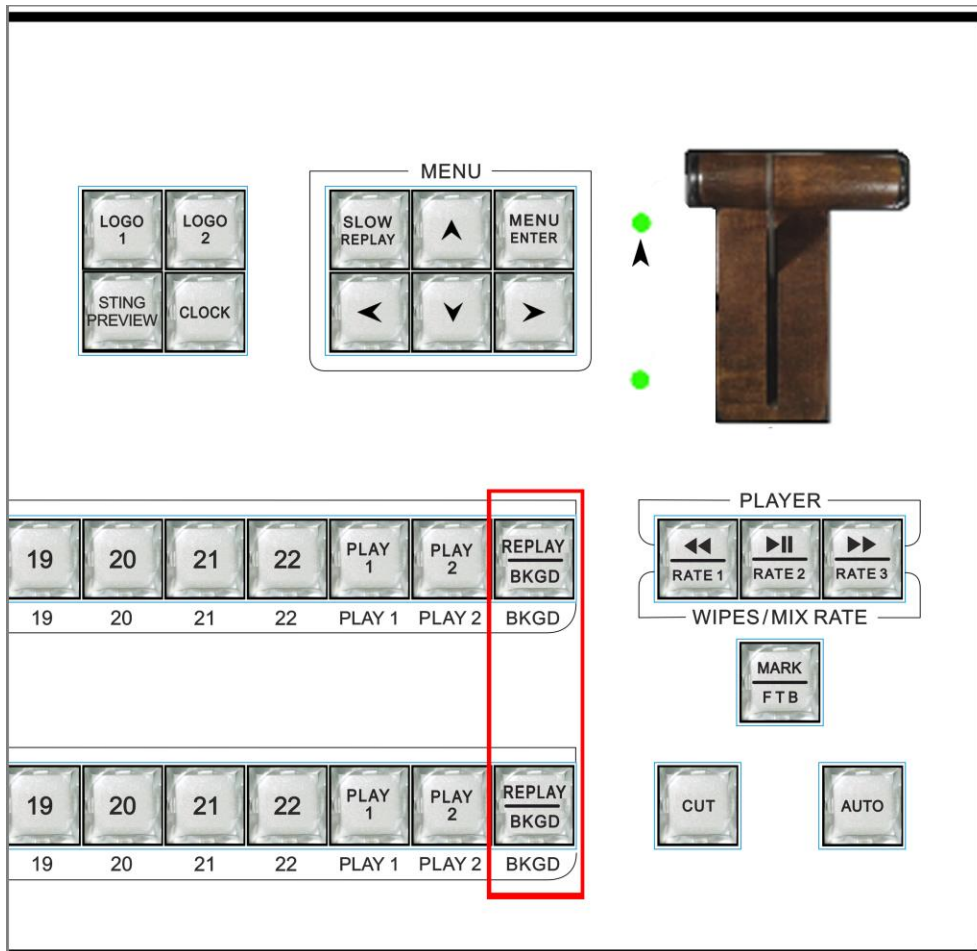 MENU
LOGO
1
LOGO
2
SLOW
REPLAY
MENU
ENTER
STING
PREVIEW
CLOCK
PLAYER
19
20
21
22
PLAY
1
PLAY
2
REPLAY
BKGD
RATE 1
RATE 2
RATE 3
19
20
21
22
PLAY 1
PLAY 2
BKGD
WIPES/MIX RATE
MARK
FTB
19
20
21
22
PLAY
1
PLAY
2
REPLAY
BKGD
CUT
AUTO
19
20
21
22
PLAY 1
PLAY 2
BKGD